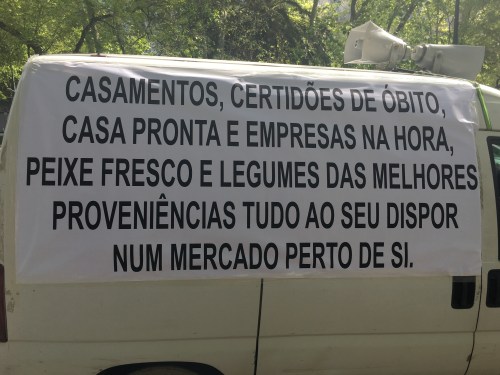 CASAMENTOS, CERTIDÕES DE ÓBITO,
CASA PRONTA E EMPRESAS NA HORA,
PEIXE FRESCO E LEGUMES DAS MELHORES
PROVENIÊNCIAS TUDO AO SEU DISPOR
NUM MERCADO PERTO DE SI.